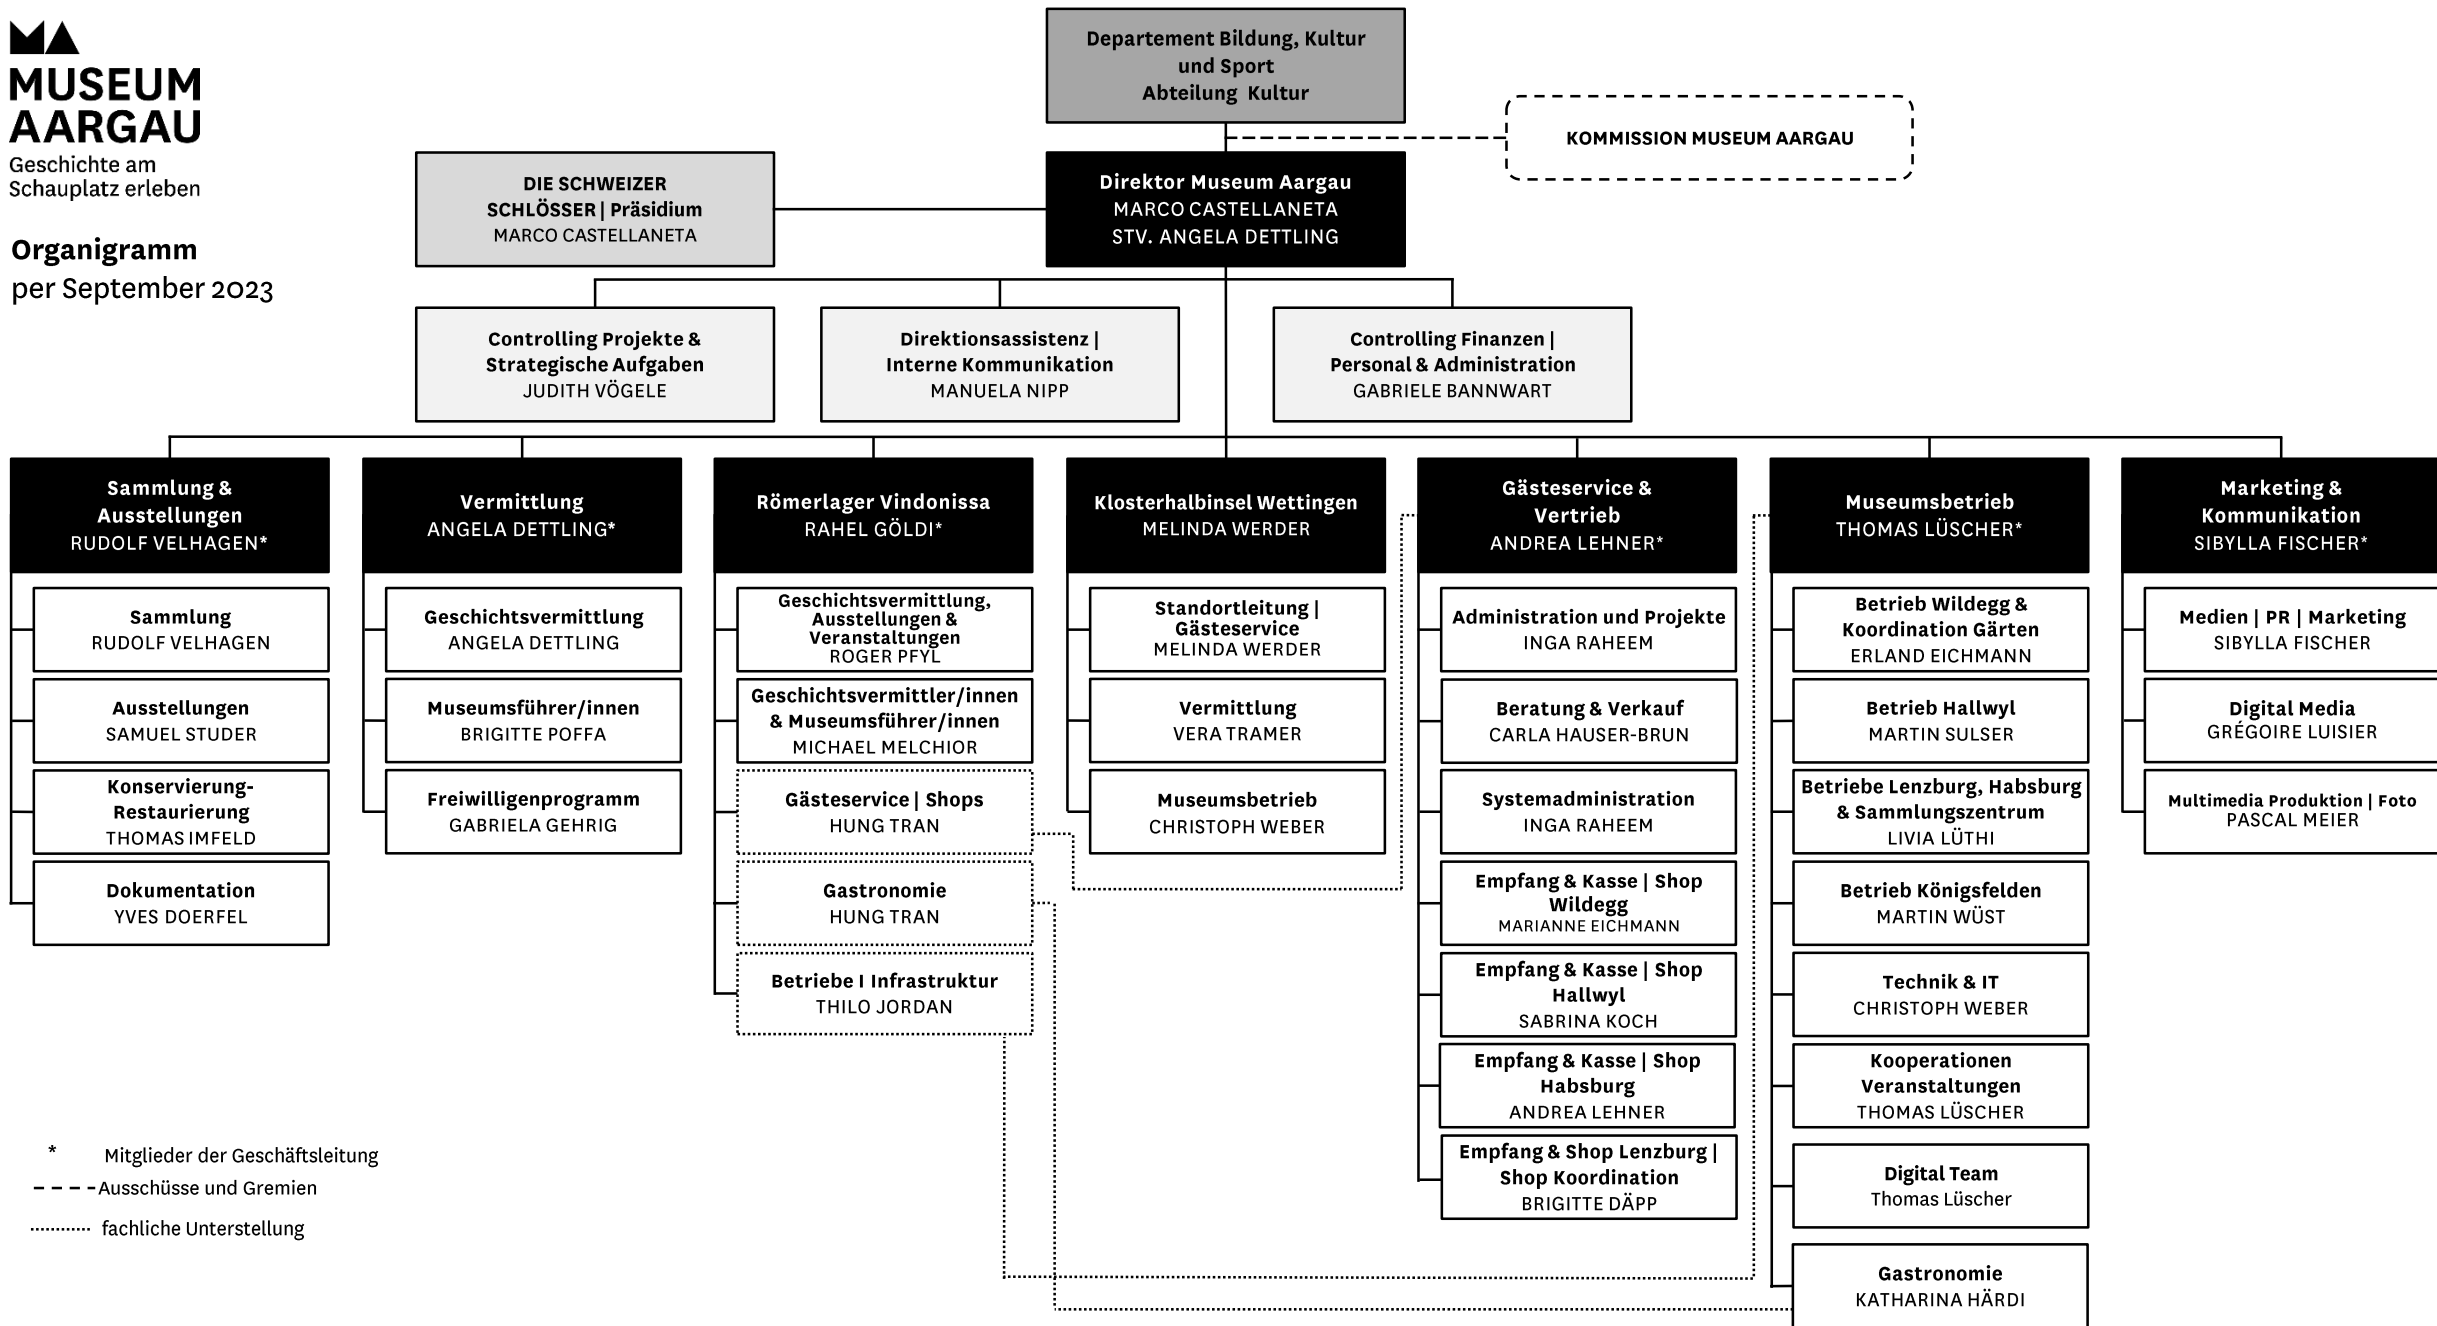 MA
MUSEUM
AARGAU
Geschichte am
Schauplatz erleben
Organigramm
per September 2023
Departement Bildung, Kultur
und Sport
Abteilung Kultur
KOMMISSION MUSEUM AARGAU
DIE SCHWEIZER
SCHLÖSSER | Präsidium
MARCO CASTELLANETA
Direktor Museum Aargau
MARCO CASTELLANETA
STV. ANGELA DETTLING
Controlling Projekte &
Strategische Aufgaben
JUDITH VÖGELE
Direktionsassistenz |
Interne Kommunikation
MANUELA NIPP
Controlling Finanzen |
Personal & Administration
GABRIELE BANNWART
Sammlung &
Ausstellungen
RUDOLF VELHAGEN*
Sammlung
RUDOLF VELHAGEN
Ausstellungen
SAMUEL STUDER
Konservierung-
Restaurierung
THOMAS IMFELD
Dokumentation
YVES DOERFEL
Vermittlung
ANGELA DETTLING*
Geschichtsvermittlung
ANGELA DETTLING
Museumsführer/innen
BRIGITTE POFFA
Freiwilligenprogramm
GABRIELA GEHRIG
Römerlager Vindonissa
RAHEL GÖLDI*
Geschichtsvermittlung,
Ausstellungen &
Veranstaltungen
ROGER PFYL
Geschichtsvermittler/innen
& Museumsführer/innen
MICHAEL MELCHIOR
Gästeservice | Shops
HUNG TRAN
Gastronomie
HUNG TRAN
Betriebe I Infrastruktur
THILO JORDAN
Klosterhalbinsel Wettingen
MELINDA WERDER
Standortleitung |
Gästeservice
MELINDA WERDER
Vermittlung
VERA TRAMER
Museumsbetrieb
CHRISTOPH WEBER
Gästeservice &
Vertrieb
ANDREA LEHNER*
Administration und Projekte
INGA RAHEEM
Beratung & Verkauf
CARLA HAUSER-BRUN
Systemadministration
INGA RAHEEM
Empfang & Kasse | Shop
Wildegg
MARIANNE EICHMANN
Empfang & Kasse | Shop
Hallwyl
SABRINA KOCH
Empfang & Kasse | Shop
Habsburg
ANDREA LEHNER
Empfang & Shop Lenzburg |
Shop Koordination
BRIGITTE DÄPP
Museumsbetrieb
THOMAS LÜSCHER*
Betrieb Wildegg &
Koordination Gärten
ERLAND EICHMANN
Betrieb Hallwyl
MARTIN SULSER
Betriebe Lenzburg, Habsburg
& Sammlungszentrum
LIVIA LÜTHI
Betrieb Königsfelden
MARTIN WÜST
Technik & IT
CHRISTOPH WEBER
Kooperationen
Veranstaltungen
THOMAS LÜSCHER
Digital Team
Thomas Lüscher
Gastronomie
KATHARINA HÄRDI
Marketing &
Kommunikation
SIBYLLA FISCHER*
Medien | PR | Marketing
SIBYLLA FISCHER
Digital Media
GRÉGOIRE LUISIER
Multimedia Produktion | Foto
PASCAL MEIER
* Mitglieder der Geschäftsleitung
Ausschüsse und Gremien
fachliche Unterstellung